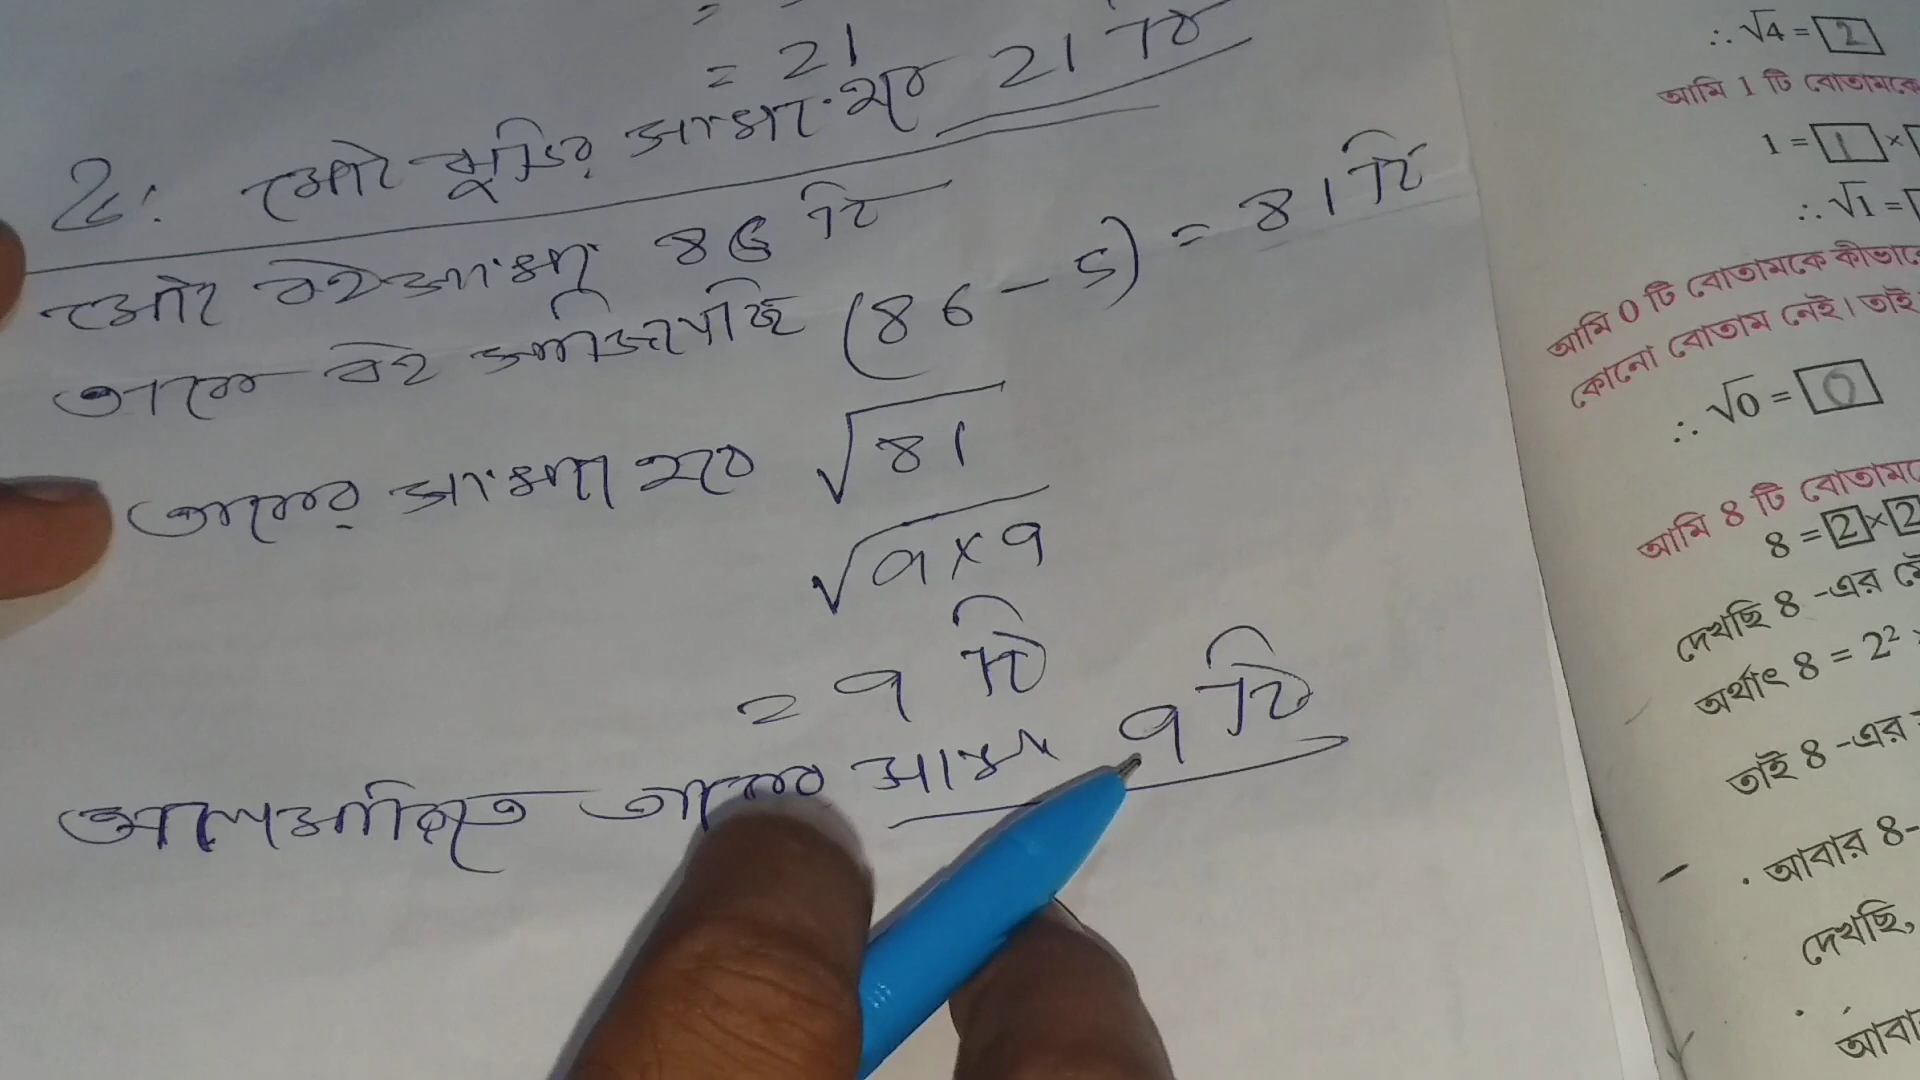 = 21
2. মোট ঝুড়ির সংখ্যা হবে 21 টি
মোট বই সংখ্যা 86 টি
তাকে বই সাজিয়েছি (86 - 5) = 81 টি
তাকের সংখ্যা হবে √81
√9×9
= 9 টি
আলমারিতে তাকের সংখ্যা 9 টি
∴ √4 = 2
আমি 1 টি বোতামকে
1 = 1 ×
∴ √1 =
আমি 0 টি বোতামকে কীভাবে
কোনো বোতাম নেই। তাই
∴ √0 = 0
আমি 8 টি বোতামকে
8 = 2 × 2
দেখছি 8 -এর মৌ
অর্থাৎ 8 = 2² ×
তাই 8 -এর
আবার 8-
দেখছি,
আবার